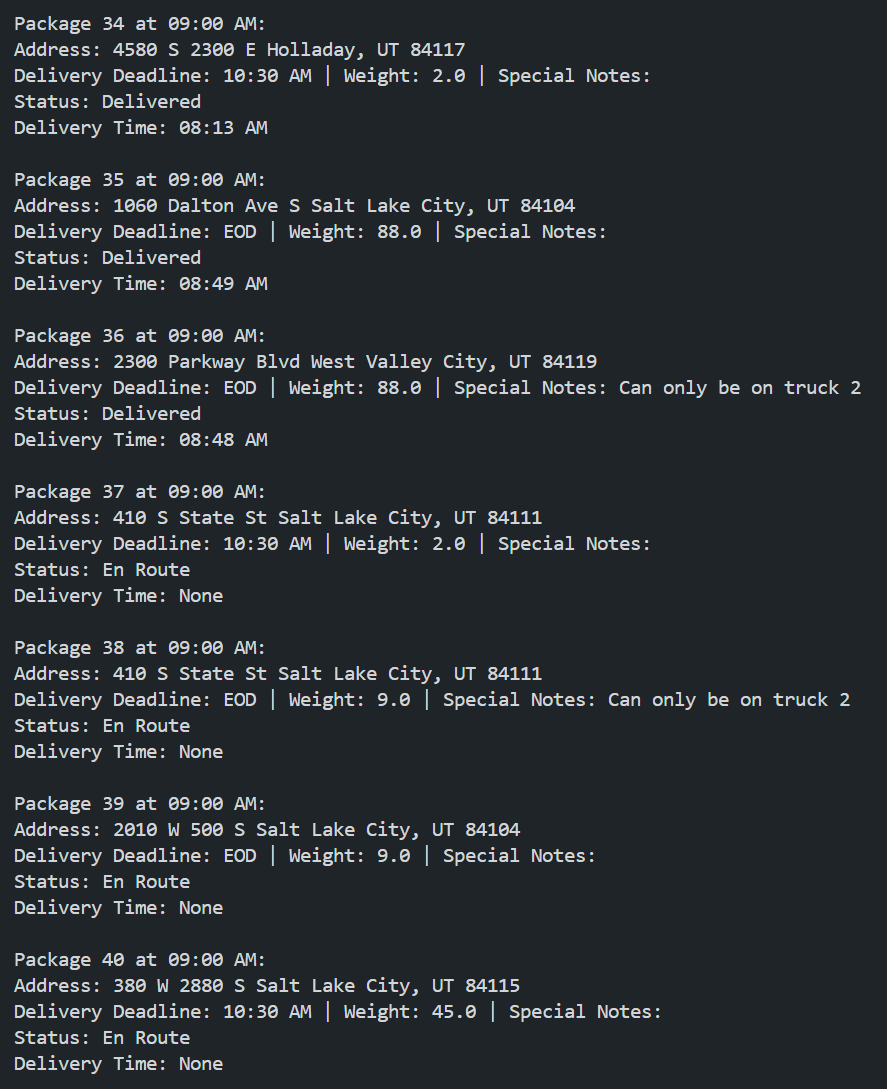 Package 34 at 09:00 AM:
Address: 4580 S 2300 E Holladay, UT 84117
Delivery Deadline: 10:30 AM | Weight: 2.0 | Special Notes:
Status: Delivered
Delivery Time: 08:13 AM

Package 35 at 09:00 AM:
Address: 1060 Dalton Ave S Salt Lake City, UT 84104
Delivery Deadline: EOD | Weight: 88.0 | Special Notes:
Status: Delivered
Delivery Time: 08:49 AM

Package 36 at 09:00 AM:
Address: 2300 Parkway Blvd West Valley City, UT 84119
Delivery Deadline: EOD | Weight: 88.0 | Special Notes: Can only be on truck 2
Status: Delivered
Delivery Time: 08:48 AM

Package 37 at 09:00 AM:
Address: 410 S State St Salt Lake City, UT 84111
Delivery Deadline: 10:30 AM | Weight: 2.0 | Special Notes:
Status: En Route
Delivery Time: None

Package 38 at 09:00 AM:
Address: 410 S State St Salt Lake City, UT 84111
Delivery Deadline: EOD | Weight: 9.0 | Special Notes: Can only be on truck 2
Status: En Route
Delivery Time: None

Package 39 at 09:00 AM:
Address: 2010 W 500 S Salt Lake City, UT 84104
Delivery Deadline: EOD | Weight: 9.0 | Special Notes:
Status: En Route
Delivery Time: None

Package 40 at 09:00 AM:
Address: 380 W 2880 S Salt Lake City, UT 84115
Delivery Deadline: 10:30 AM | Weight: 45.0 | Special Notes:
Status: En Route
Delivery Time: None